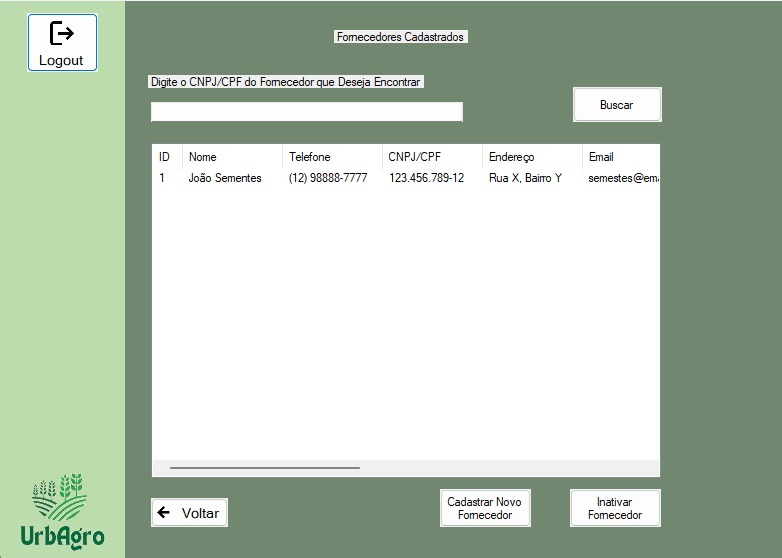 Logout
Fornecedores Cadastrados
Digite o CNPJ/CPF do Fornecedor que Deseja Encontrar
Buscar
ID Nome Telefone CNPJ/CPF Endereço Email
1 João Sementes (12) 98888-7777 123.456.789-12 Rua X, Bairro Y semestes@ema
Voltar
Cadastrar Novo
Fornecedor
Inativar
Fornecedor
UrbAgro